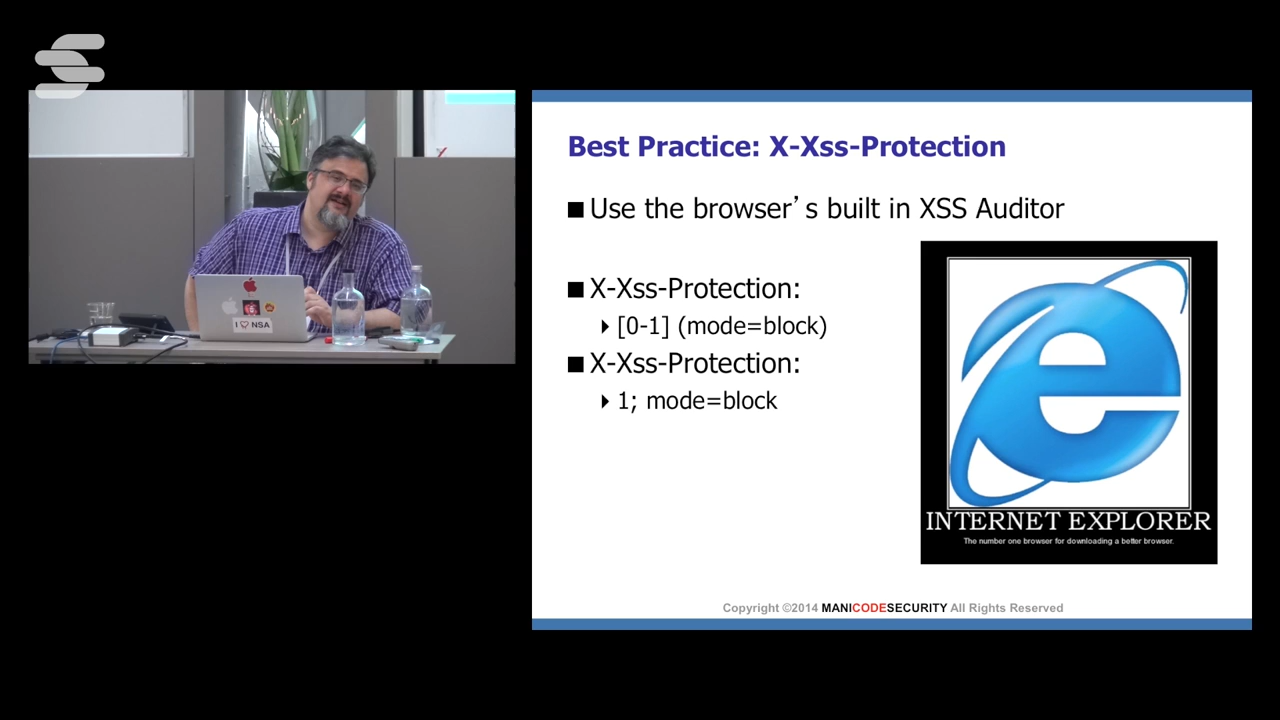 Best Practice: X-Xss-Protection
Use the browser’s built in XSS Auditor
X-Xss-Protection:
[0-1] (mode=block)
X-Xss-Protection:
1; mode=block
INTERNET EXPLORER
The number one browser for downloading a better browser.
Copyright ©2014 MANICODESECURITY All Rights Reserved
I NSA